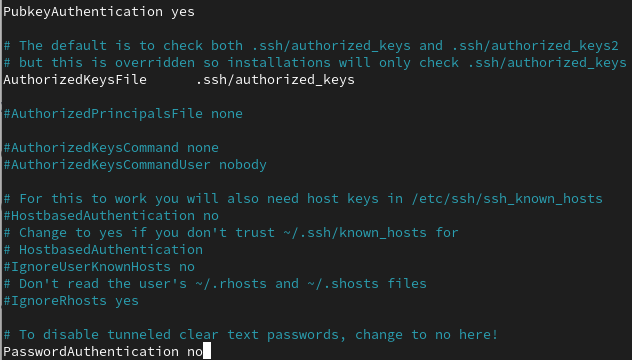 PubkeyAuthentication yes
# The default is to check both .ssh/authorized_keys and .ssh/authorized_keys2
# but this is overridden so installations will only check .ssh/authorized_keys
AuthorizedKeysFile      .ssh/authorized_keys
#AuthorizedPrincipalsFile none
#AuthorizedKeysCommand none
#AuthorizedKeysCommandUser nobody
# For this to work you will also need host keys in /etc/ssh/ssh_known_hosts
#HostbasedAuthentication no
# Change to yes if you don't trust ~/.ssh/known_hosts for
# HostbasedAuthentication
#IgnoreUserKnownHosts no
# Don't read the user's ~/.rhosts and ~/.shosts files
#IgnoreRhosts yes
# To disable tunneled clear text passwords, change to no here!
PasswordAuthentication no